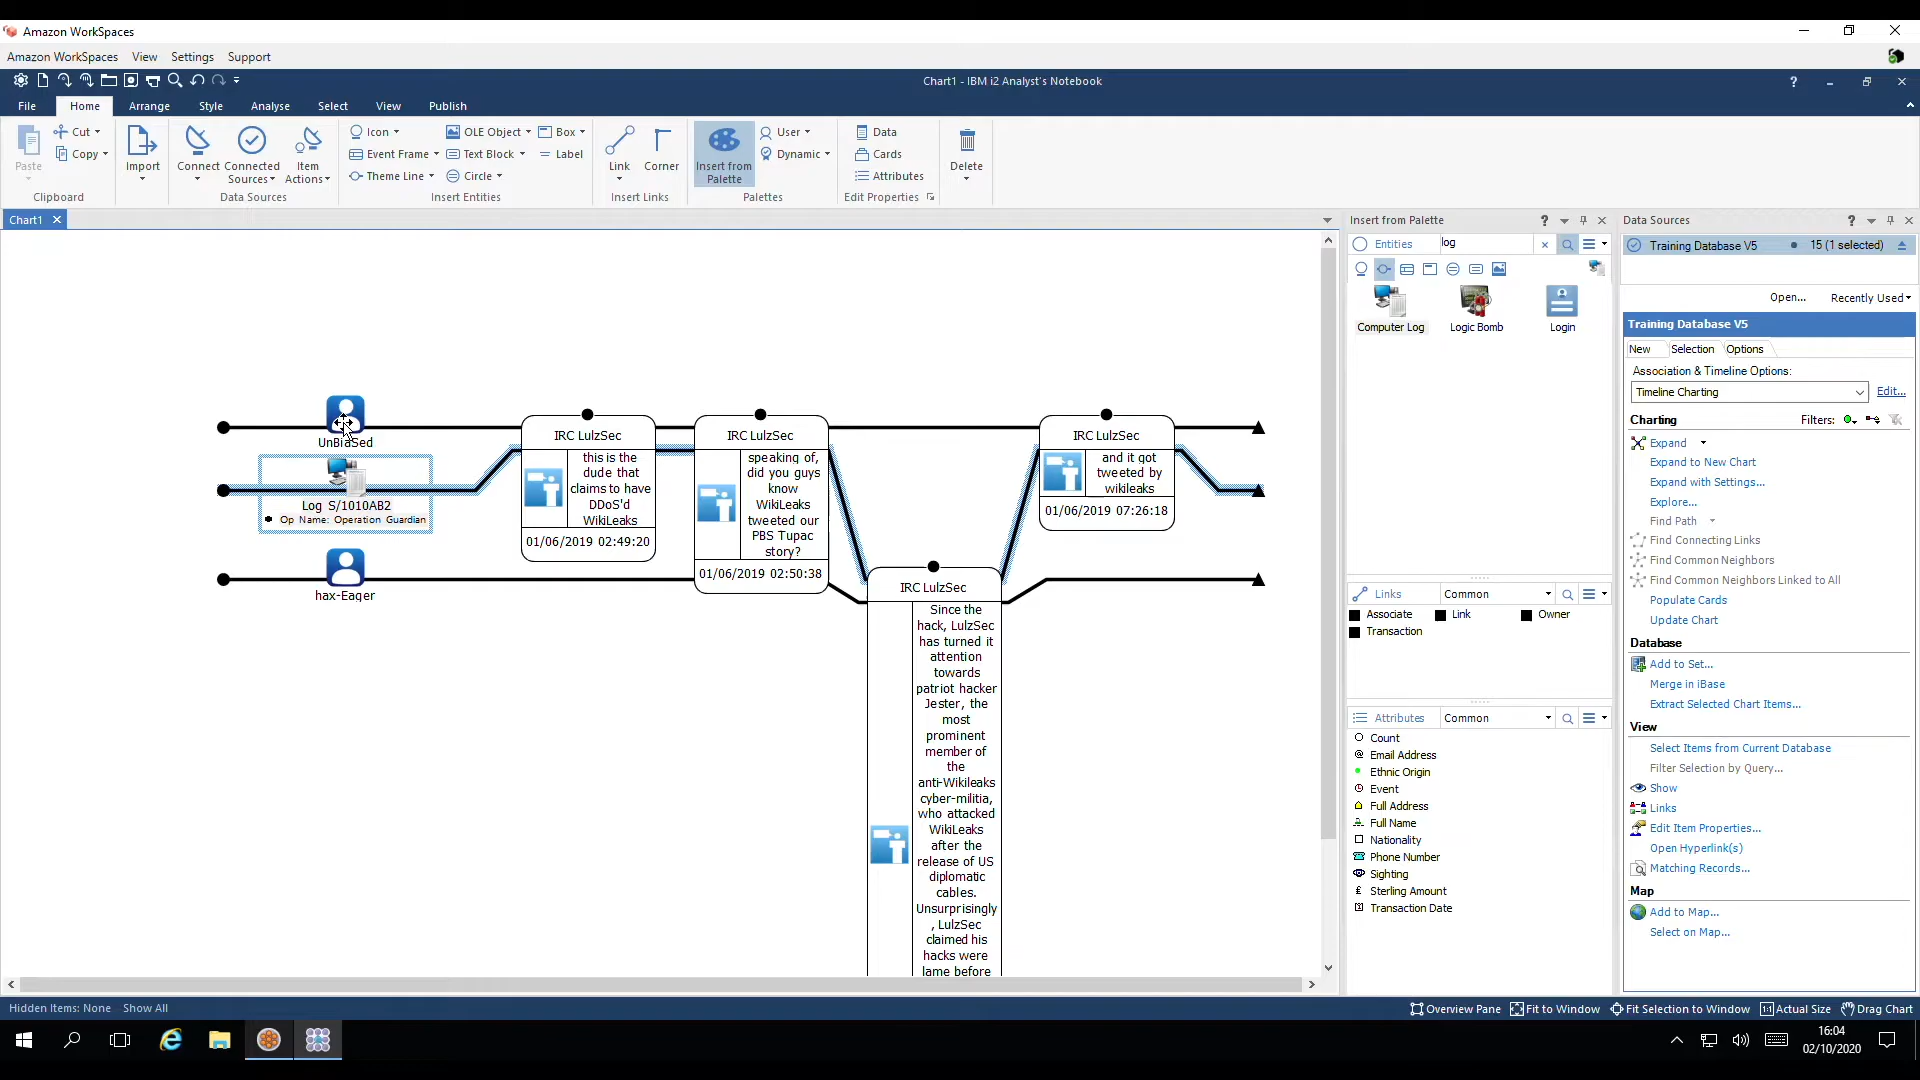 Amazon WorkSpaces
Amazon WorkSpaces View Settings Support
Chart1 - IBM i2 Analyst's Notebook
File Home Arrange Style Analyse Select View Publish
Paste
Cut
Copy
Clipboard
Import
Connect
Connected Sources
Item Actions
Data Sources
Icon
Event Frame
Theme Line
OLE Object
Text Block
Circle
Box
Label
Insert Entities
Link
Corner
Insert Links
Insert from Palette
User
Dynamic
Palettes
Data
Cards
Attributes
Edit Properties
Delete
Chart1
UnBiaSed
Log S/1010AB2
Op Name: Operation Guardian
hax-Eager
IRC LulzSec
this is the
dude that
claims to have
DDoS'd
WikiLeaks
01/06/2019 02:49:20
IRC LulzSec
speaking of,
did you guys
know
WikiLeaks
tweeted our
PBS Tupac
story?
01/06/2019 02:50:38
IRC LulzSec
Since the
hack, LulzSec
has turned it
attention
towards
patriot hacker
Jester, the
most
prominent
member of
the
anti-Wikileaks
cyber-militia,
who attacked
WikiLeaks
after the
release of US
diplomatic
cables.
Unsurprisingly
, LulzSec
claimed his
hacks were
lame before
IRC LulzSec
and it got
tweeted by
wikileaks
01/06/2019 07:26:18
Insert from Palette
Entities log
Computer Log
Logic Bomb
Login
Links Common
Associate Link Owner
Transaction
Attributes Common
Count
Email Address
Ethnic Origin
Event
Full Address
Full Name
Nationality
Phone Number
Sighting
Sterling Amount
Transaction Date
Data Sources
Training Database V5 15 (1 selected)
Open... Recently Used
Training Database V5
New Selection Options
Association & Timeline Options:
Timeline Charting Edit...
Charting Filters:
Expand
Expand to New Chart
Expand with Settings...
Explore...
Find Path
Find Connecting Links
Find Common Neighbors
Find Common Neighbors Linked to All
Populate Cards
Update Chart
Database
Add to Set...
Merge in iBase
Extract Selected Chart Items...
View
Select Items from Current Database
Filter Selection by Query...
Show
Links
Edit Item Properties...
Open Hyperlink(s)
Matching Records...
Map
Add to Map...
Select on Map...
Hidden Items: None Show All
Overview Pane Fit to Window Fit Selection to Window 1:1 Actual Size Drag Chart
16:04
02/10/2020